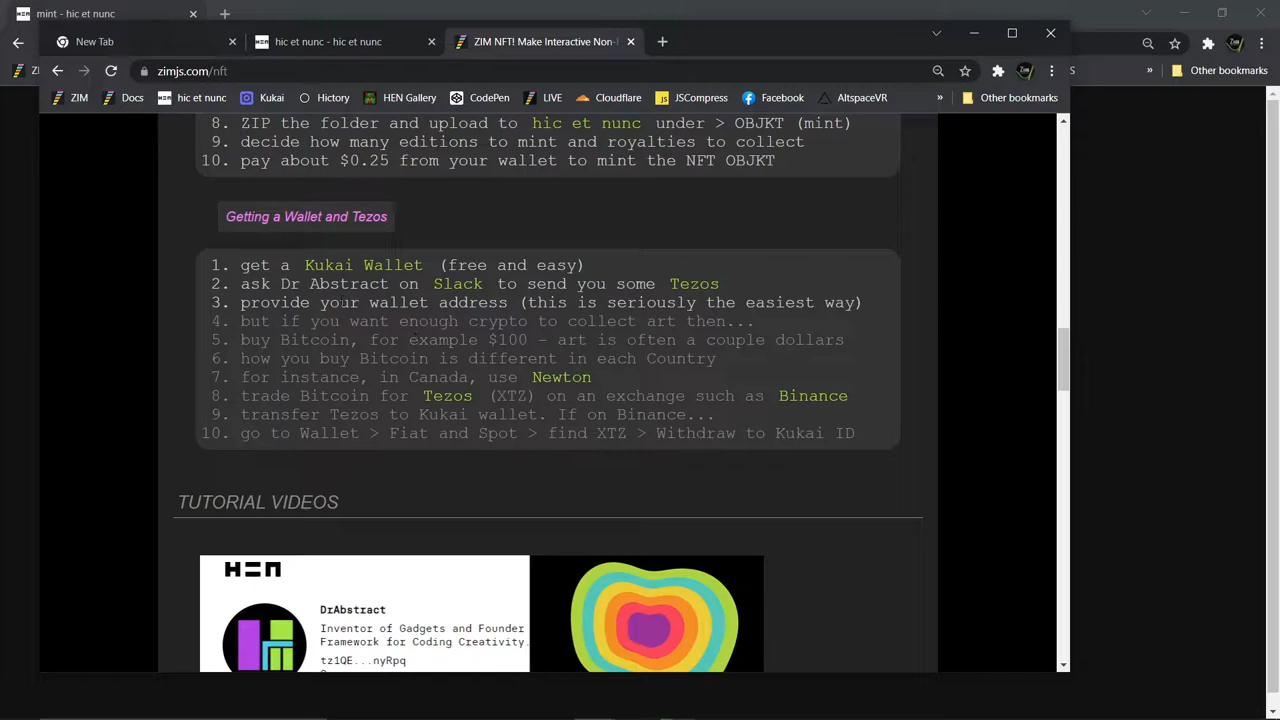 mint - hic et nunc
New Tab
hic et nunc - hic et nunc
ZIM NFT! Make Interactive Non-
zimjs.com/nft
ZIM
Docs
hic et nunc
Kukai
Hictory
HEN Gallery
CodePen
LIVE
Cloudflare
JSCompress
Facebook
AltspaceVR
»
Other bookmarks
»
Other bookmarks
8. ZIP the folder and upload to hic et nunc under > OBJKT (mint)
9. decide how many editions to mint and royalties to collect
10. pay about $0.25 from your wallet to mint the NFT OBJKT
Getting a Wallet and Tezos
1. get a Kukai Wallet (free and easy)
2. ask Dr Abstract on Slack to send you some Tezos
3. provide your wallet address (this is seriously the easiest way)
4. but if you want enough crypto to collect art then...
5. buy Bitcoin, for example $100 - art is often a couple dollars
6. how you buy Bitcoin is different in each Country
7. for instance, in Canada, use Newton
8. trade Bitcoin for Tezos (XTZ) on an exchange such as Binance
9. transfer Tezos to Kukai wallet. If on Binance...
10. go to Wallet > Fiat and Spot > find XTZ > Withdraw to Kukai ID
TUTORIAL VIDEOS
HEN
DrAbstract
Inventor of Gadgets and Founder
Framework for Coding Creativity.
tz1QE...nyRpq